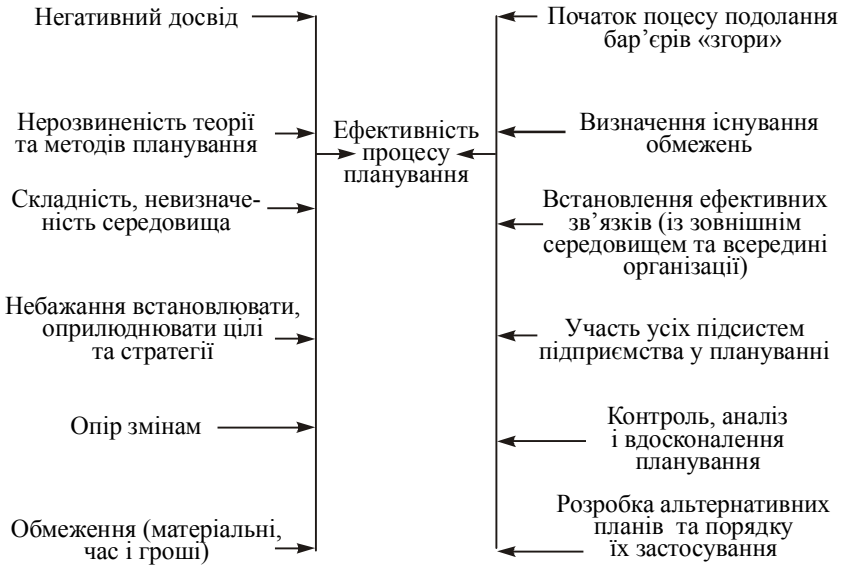 Негативний досвід
Нерозвиненість теорії
та методів планування
Складність, невизначе-
ність середовища
Небажання встановлювати,
оприлюднювати цілі
та стратегії
Опір змінам
Обмеження (матеріальні,
час і гроші)
Ефективність
процесу
планування
Початок поцесу подолання
бар’єрів «згори»
Визначення існування
обмежень
Встановлення ефективних
зв’язків (із зовнішнім
середовищем та всередині
організації)
Участь усіх підсистем
підприємства у плануванні
Контроль, аналіз
і вдосконалення
планування
Розробка альтернативних
планів та порядку
їх застосування